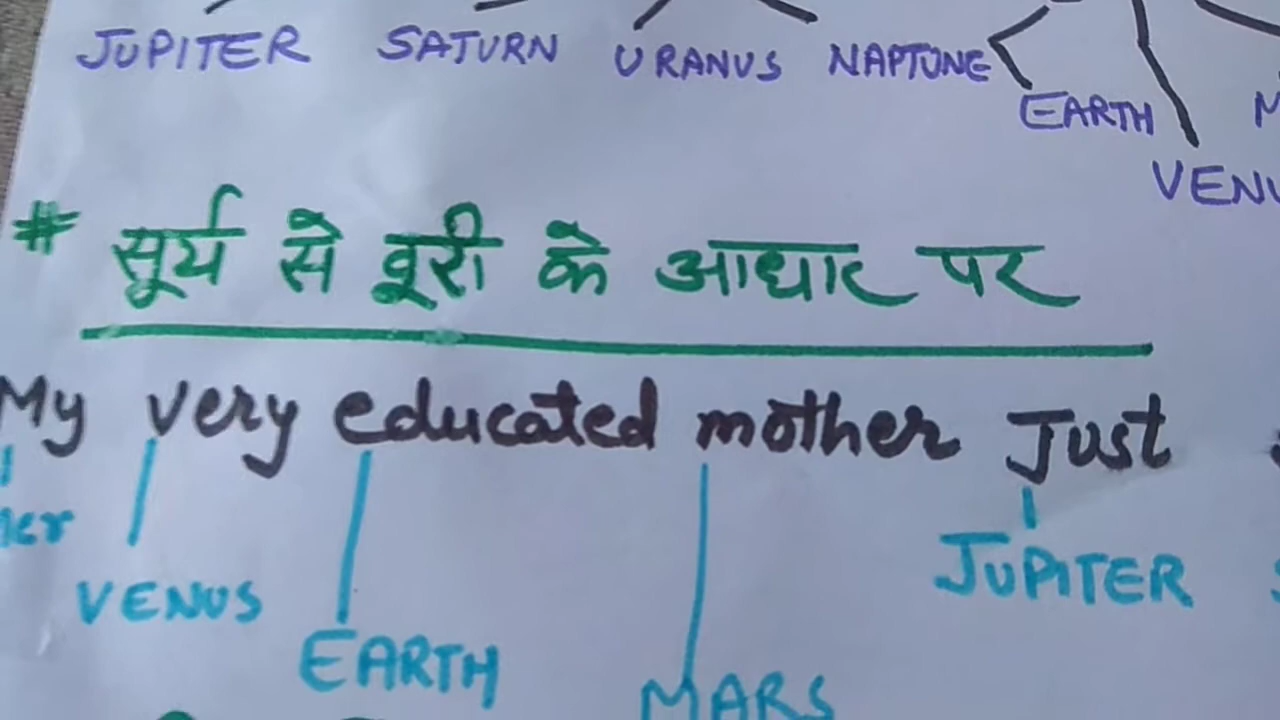 JUPITER SATURN URANUS NAPTUNE
EARTH
VENU
# सूर्य से दूरी के आधार पर
My very educated mother Just
VENUS
EARTH
MARS
JUPITER